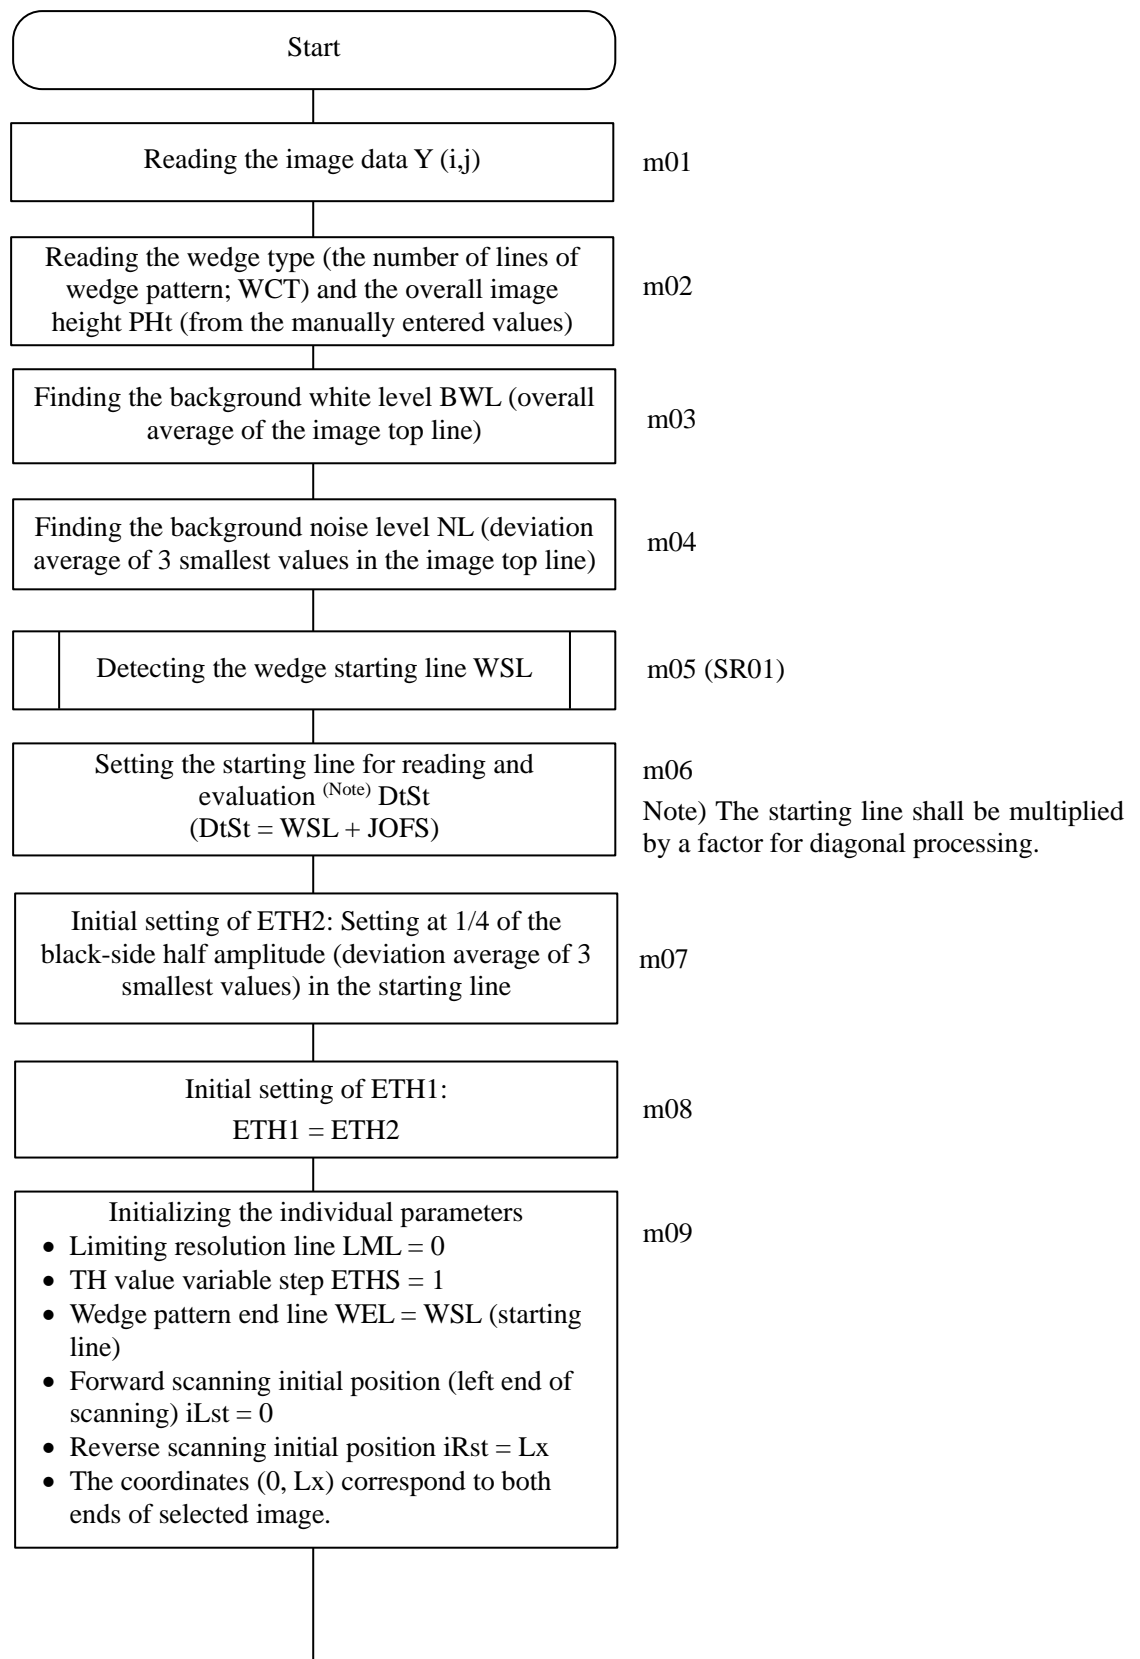 Start
Reading the image data Y (i,j)
m01
Reading the wedge type (the number of lines of
wedge pattern; WCT) and the overall image
height PHt (from the manually entered values)
m02
Finding the background white level BWL (overall
average of the image top line)
m03
Finding the background noise level NL (deviation
average of 3 smallest values in the image top line)
m04
Detecting the wedge starting line WSL
m05 (SR01)
Setting the starting line for reading and
evaluation (Note) DtSt
(DtSt = WSL + JOFS)
m06
Note) The starting line shall be multiplied
by a factor for diagonal processing.
Initial setting of ETH2: Setting at 1/4 of the
black-side half amplitude (deviation average of 3
smallest values) in the starting line
m07
Initial setting of ETH1:
ETH1 = ETH2
m08
Initializing the individual parameters
• Limiting resolution line LML = 0
• TH value variable step ETHS = 1
• Wedge pattern end line WEL = WSL (starting
line)
• Forward scanning initial position (left end of
scanning) iLst = 0
• Reverse scanning initial position iRst = Lx
• The coordinates (0, Lx) correspond to both
ends of selected image.
m09